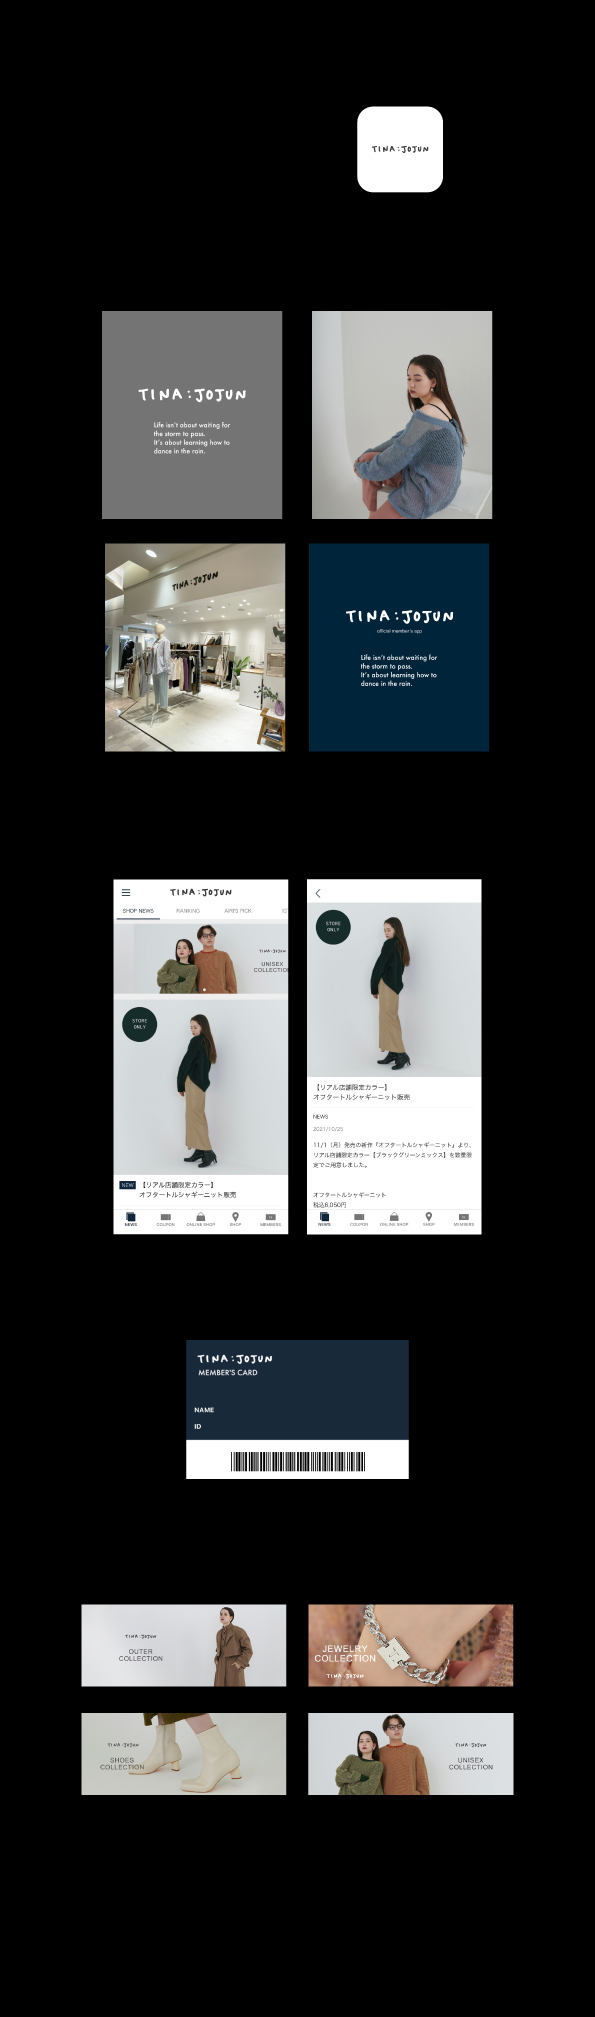 TINA:JOJUN
TINA:JOJUN
Life isn't about waiting for
the storm to pass.
It's about learning how to
dance in the rain.
TINA:JOJUN
TINA:JOJUN
official member's app
Life isn't about waiting for
the storm to pass.
It's about learning how to
dance in the rain.
TINA:JOJUN
SHOP NEWS
RANKING
TINA:JOJUN
UNISEX
COLLECTION
STORE
ONLY
NEW
【リアル店舗限定カラー】
オフタートルシャギーニット販売
NEWS
COUPON
ONLINE SHOP
SHOP
MEMBERS
STORE
ONLY
【リアル店舗限定カラー】
オフタートルシャギーニット販売
NEWS
2021/10/25
11/1（月）発売の新作『オフタートルシャギーニット』より、
リアル店舗限定カラー【ブラックグリーンミックス】を数量限
定でご用意しました。
オフタートルシャギーニット
税込6,050円
NEWS
COUPON
ONLINE SHOP
SHOP
MEMBERS
TINA:JOJUN
MEMBER'S CARD
NAME
ID
TINA:JOJUN
OUTER
COLLECTION
JEWELRY
COLLECTION
TINA:JOJUN
TINA:JOJUN
SHOES
COLLECTION
TINA:JOJUN
UNISEX
COLLECTION